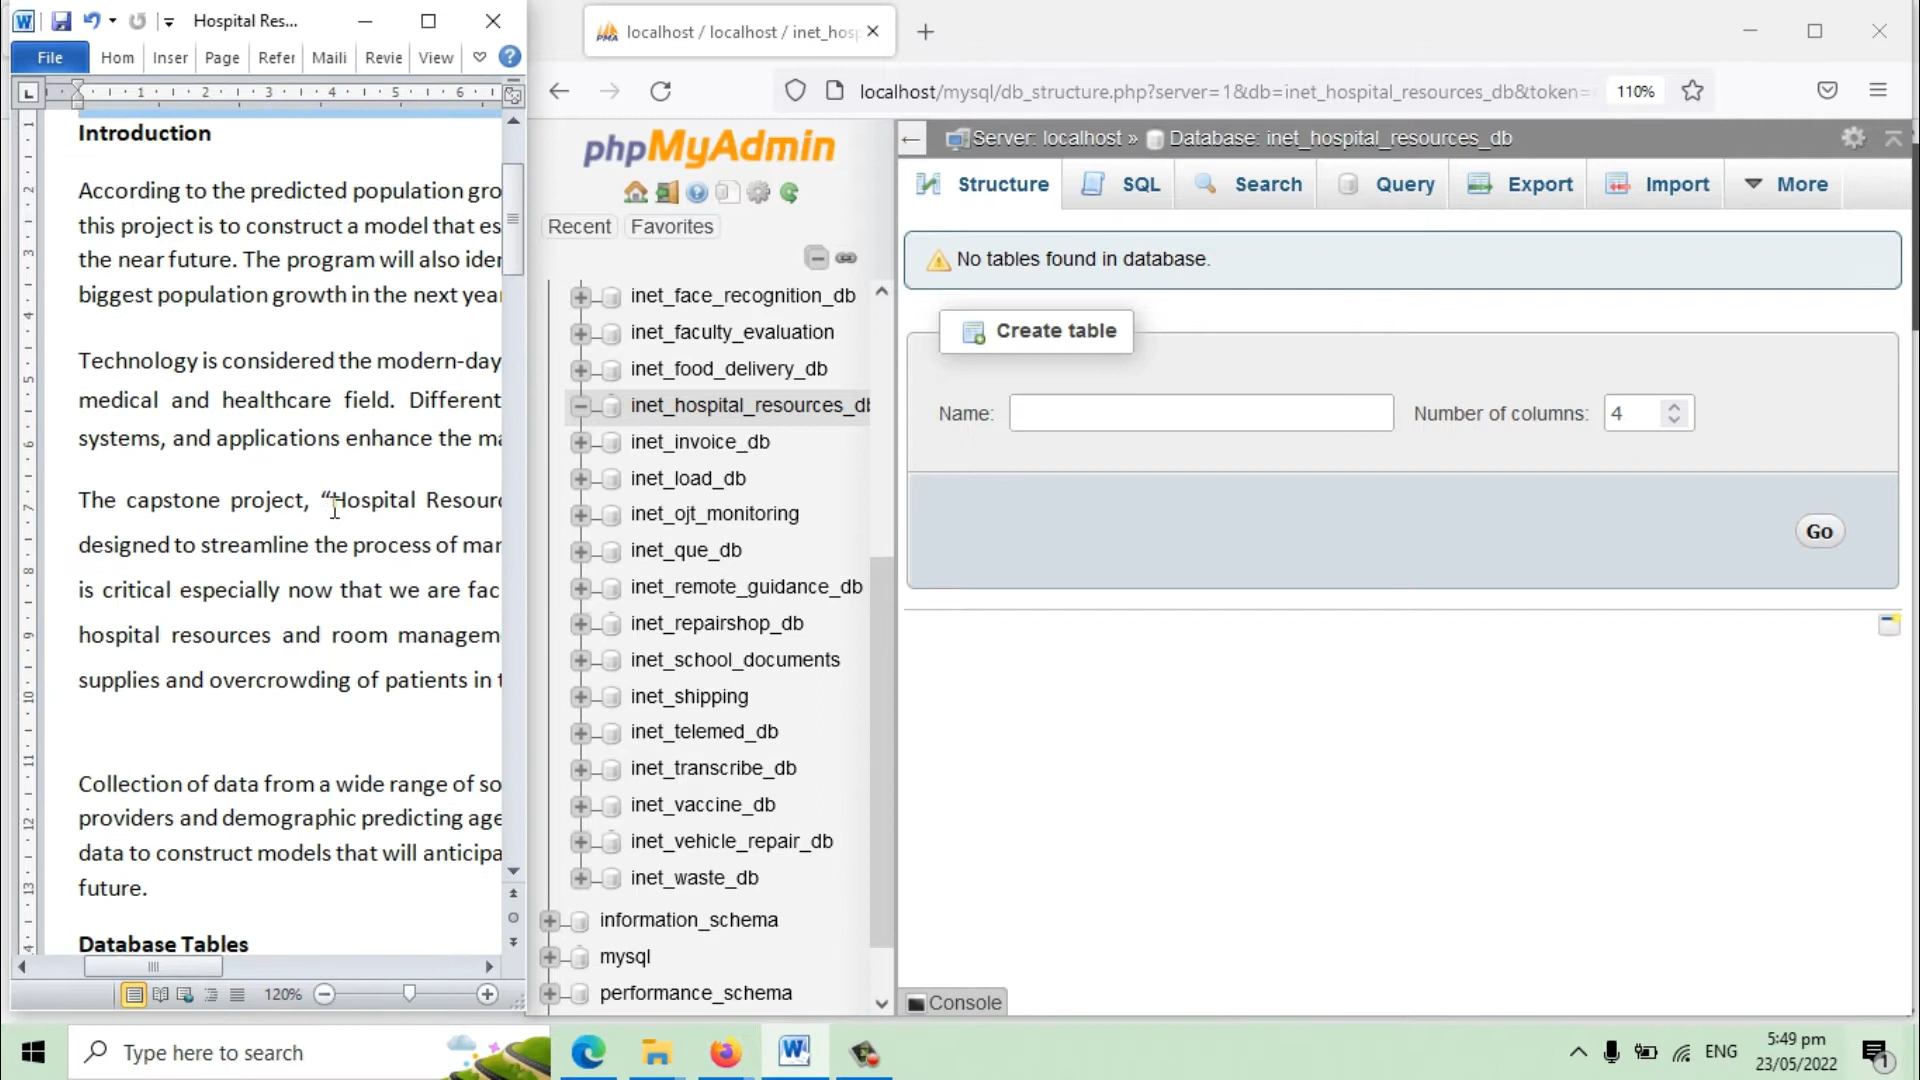 Hospital Res...
File Hom Inser Page Refer Maili Revie View
1 2 3 4 5 6
Introduction
According to the predicted population gro
this project is to construct a model that es
the near future. The program will also ider
biggest population growth in the next yea
Technology is considered the modern-day
medical and healthcare field. Different
systems, and applications enhance the ma
The capstone project, “Hospital Resourc
designed to streamline the process of mar
is critical especially now that we are fac
hospital resources and room managem
supplies and overcrowding of patients in t
Collection of data from a wide range of so
providers and demographic predicting age
data to construct models that will anticipa
future.
Database Tables
120%
localhost / localhost / inet_hosp
localhost/mysql/db_structure.php?server=1&db=inet_hospital_resources_db&token=
110%
phpMyAdmin
Recent Favorites
inet_face_recognition_db
inet_faculty_evaluation
inet_food_delivery_db
inet_hospital_resources_db
inet_invoice_db
inet_load_db
inet_ojt_monitoring
inet_que_db
inet_remote_guidance_db
inet_repairshop_db
inet_school_documents
inet_shipping
inet_telemed_db
inet_transcribe_db
inet_vaccine_db
inet_vehicle_repair_db
inet_waste_db
information_schema
mysql
performance_schema
Server: localhost » Database: inet_hospital_resources_db
Structure SQL Search Query Export Import More
No tables found in database.
Create table
Name: Number of columns: 4
Go
Console
Type here to search
ENG
5:49 pm
23/05/2022
1